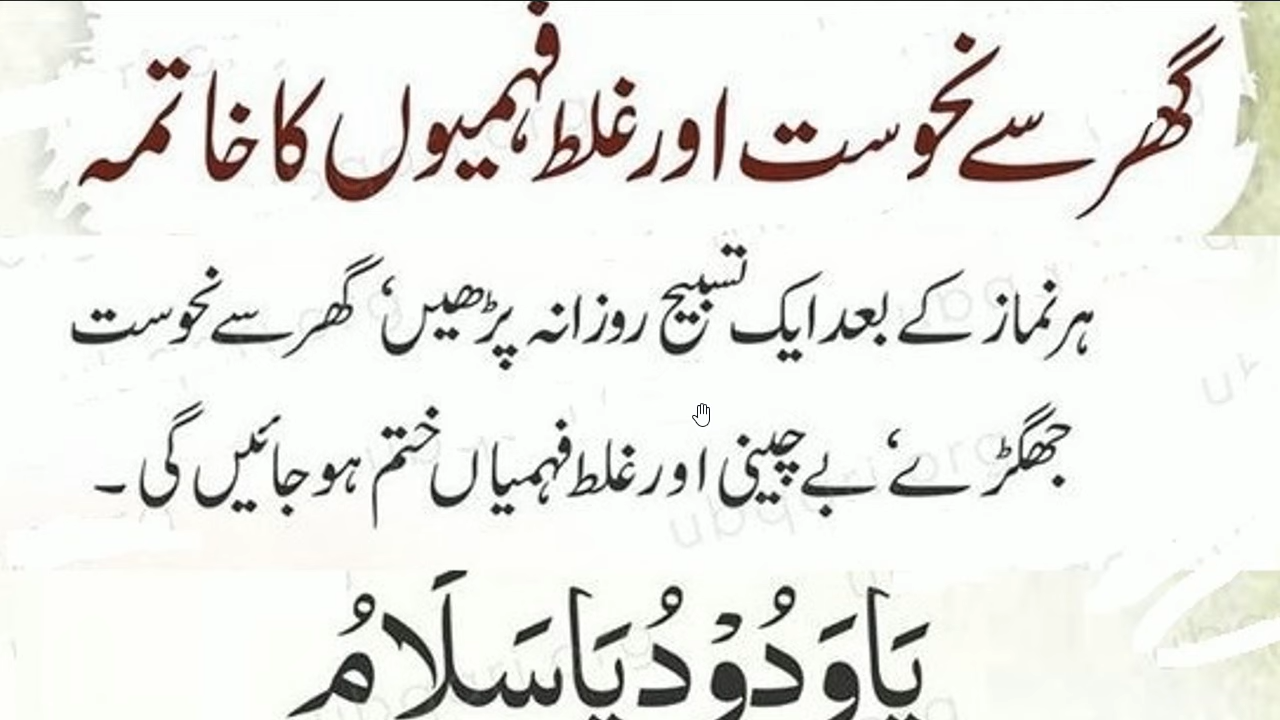 گھر سے نحوست اور غلط فہمیوں کا خاتمہ
ہر نماز کے بعد ایک تسبیح روزانہ پڑھیں، گھر سے نحوست
جھگڑے، بے چینی اور غلط فہمیاں ختم ہو جائیں گی۔
يَا وَدُوْدُ يَا سَلَامُ